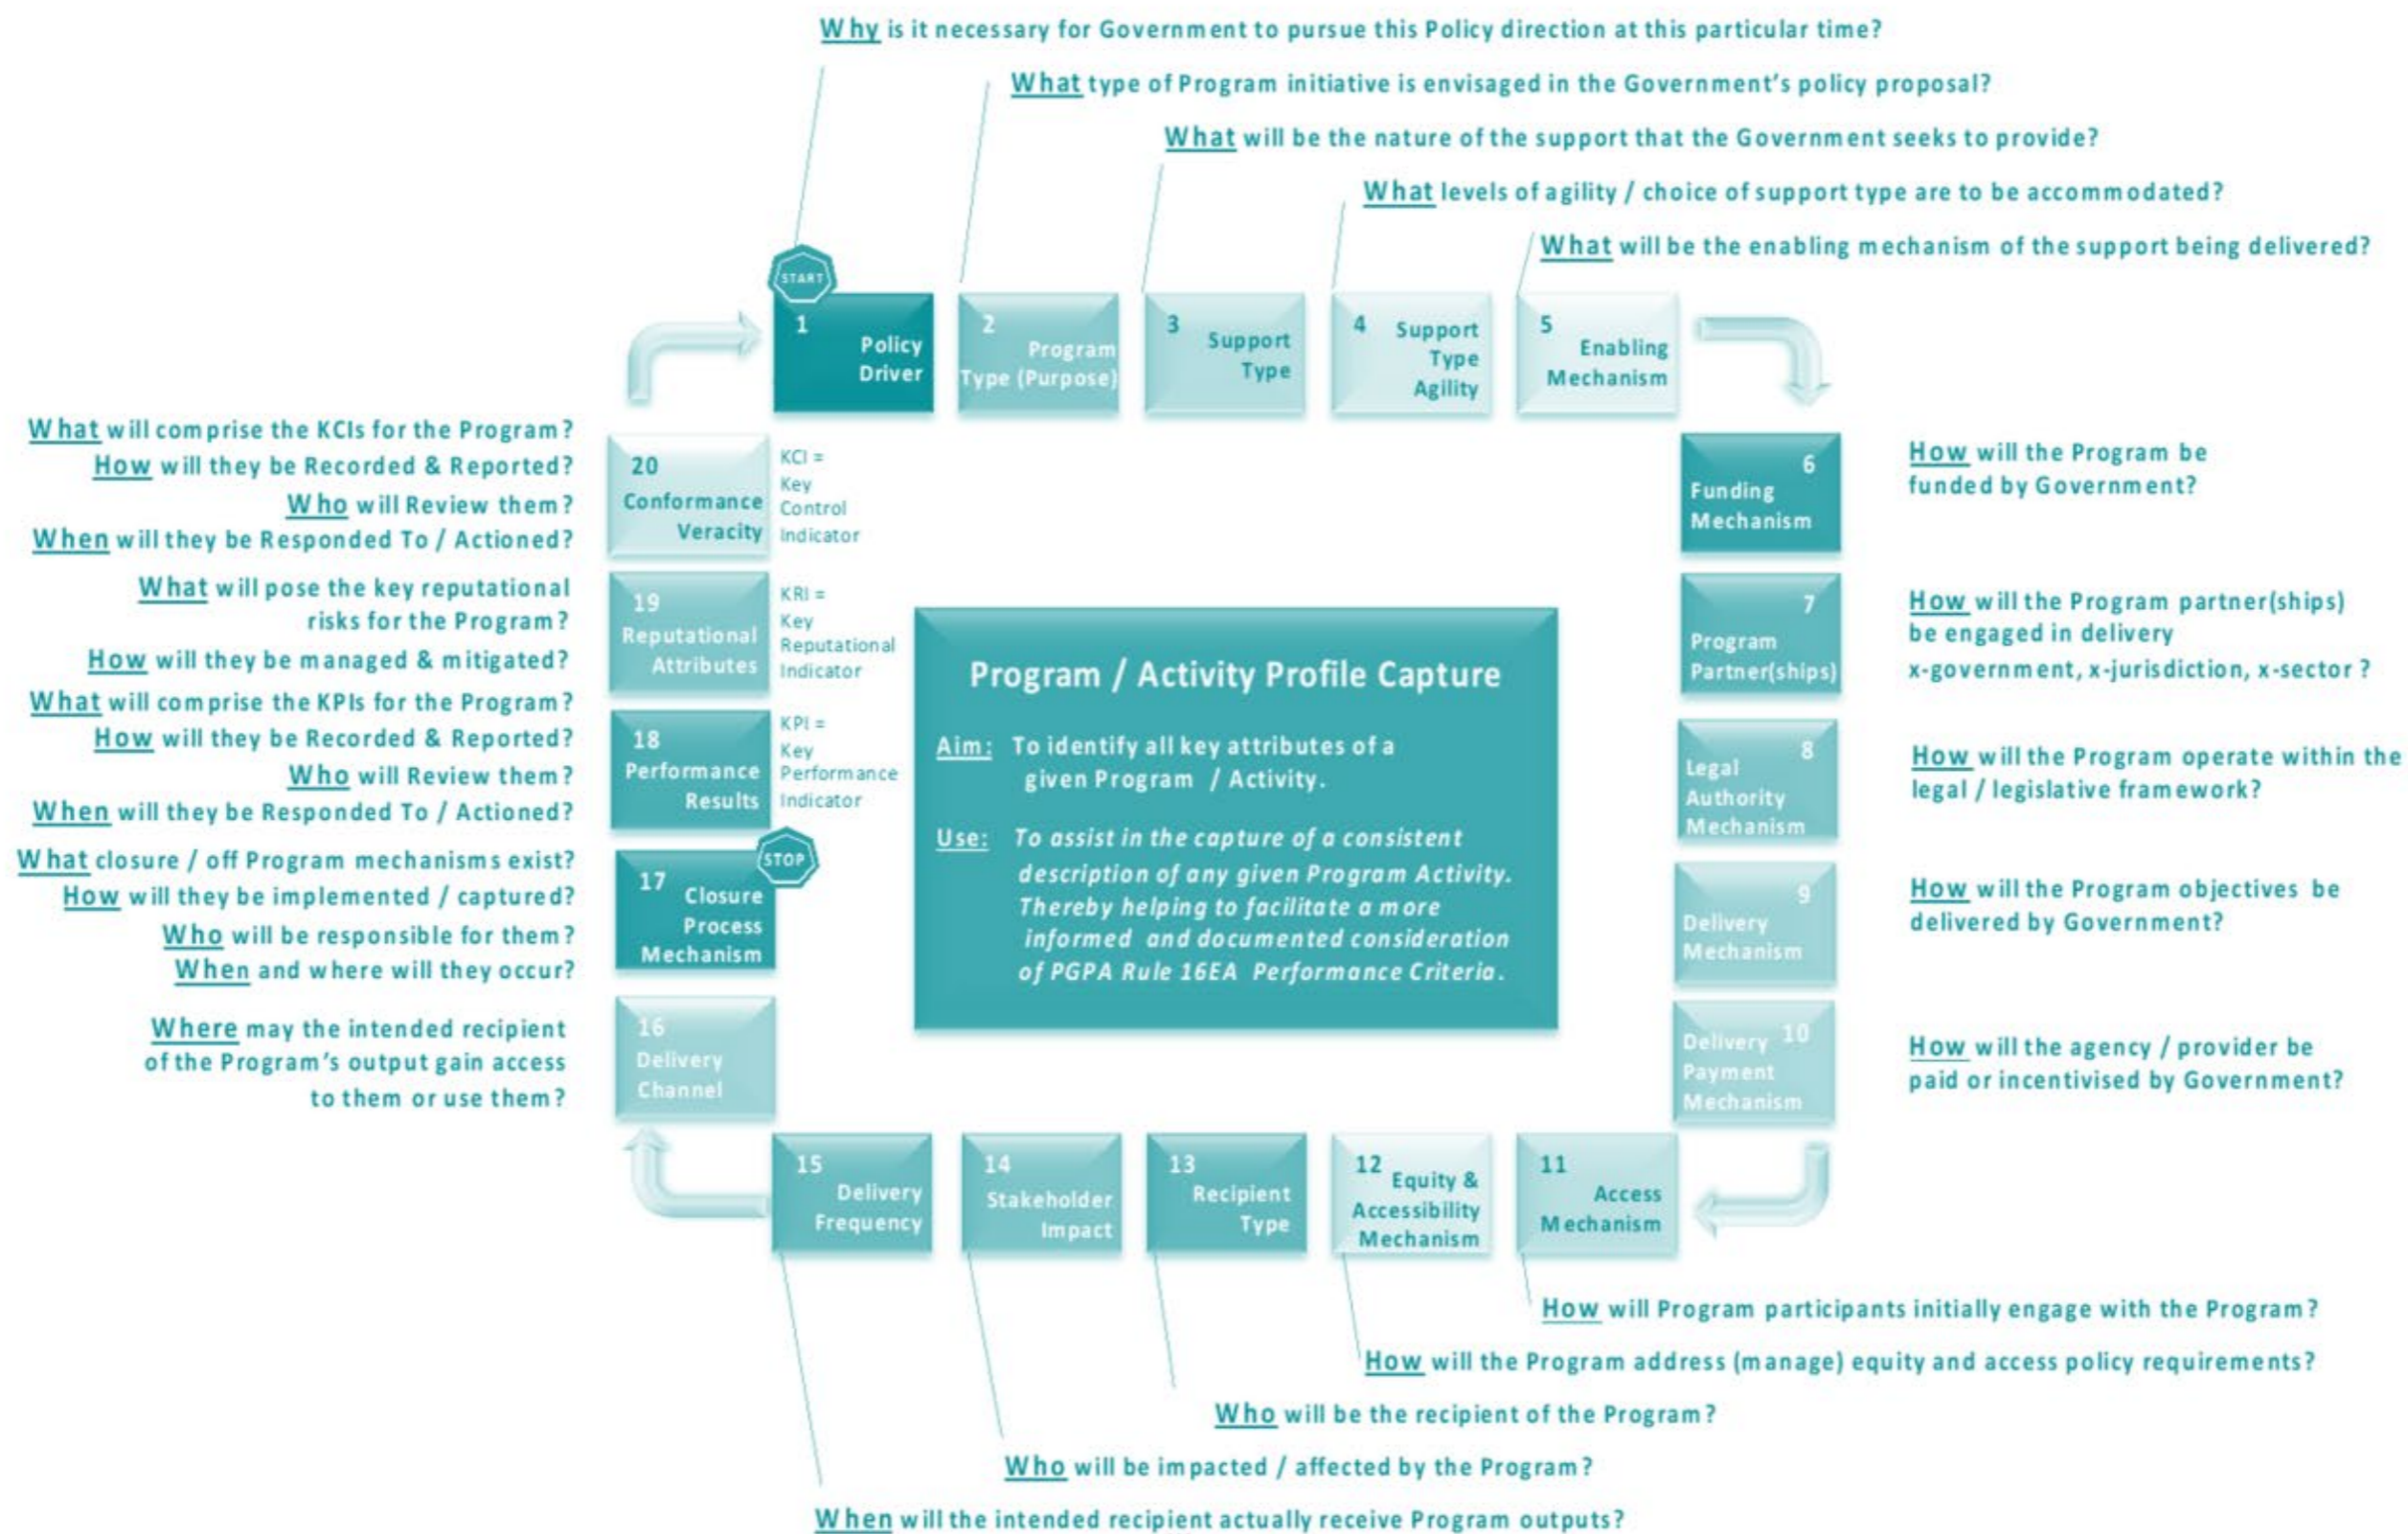 Why is it necessary for Government to pursue this Policy direction at this particular time?
What type of Program initiative is envisaged in the Government's policy proposal?
What will be the nature of the support that the Government seeks to provide?
What levels of agility / choice of support type are to be accommodated?
What will be the enabling mechanism of the support being delivered?
START
1
Policy
Driver
2
Program
Type (Purpose)
3
Support
Type
4
Support
Type
Agility
5
Enabling
Mechanism
6
Funding
Mechanism
How will the Program be
funded by Government?
7
Program
Partner(ships)
How will the Program partner(ships)
be engaged in delivery
x-government, x-jurisdiction, x-sector ?
8
Legal
Authority
Mechanism
How will the Program operate within the
legal / legislative framework?
9
Delivery
Mechanism
How will the Program objectives be
delivered by Government?
10
Delivery
Payment
Mechanism
How will the agency / provider be
paid or incentivised by Government?
11
Access
Mechanism
How will Program participants initially engage with the Program?
12
Equity &
Accessibility
Mechanism
How will the Program address (manage) equity and access policy requirements?
13
Recipient
Type
Who will be the recipient of the Program?
14
Stakeholder
Impact
Who will be impacted / affected by the Program?
15
Delivery
Frequency
When will the intended recipient actually receive Program outputs?
16
Delivery
Channel
Where may the intended recipient
of the Program's output gain access
to them or use them?
STOP
17
Closure
Process
Mechanism
What closure / off Program mechanisms exist?
How will they be implemented / captured?
Who will be responsible for them?
When and where will they occur?
18
Performance
Results
KPI =
Key
Performance
Indicator
What will comprise the KPIs for the Program?
How will they be Recorded & Reported?
Who will Review them?
When will they be Responded To / Actioned?
19
Reputational
Attributes
KRI =
Key
Reputational
Indicator
What will pose the key reputational
risks for the Program?
How will they be managed & mitigated?
20
Conformance
Veracity
KCI =
Key
Control
Indicator
What will comprise the KCIs for the Program?
How will they be Recorded & Reported?
Who will Review them?
When will they be Responded To / Actioned?
Program / Activity Profile Capture
Aim: To identify all key attributes of a
given Program / Activity.
Use: To assist in the capture of a consistent
description of any given Program Activity.
Thereby helping to facilitate a more
informed and documented consideration
of PGPA Rule 16EA Performance Criteria.